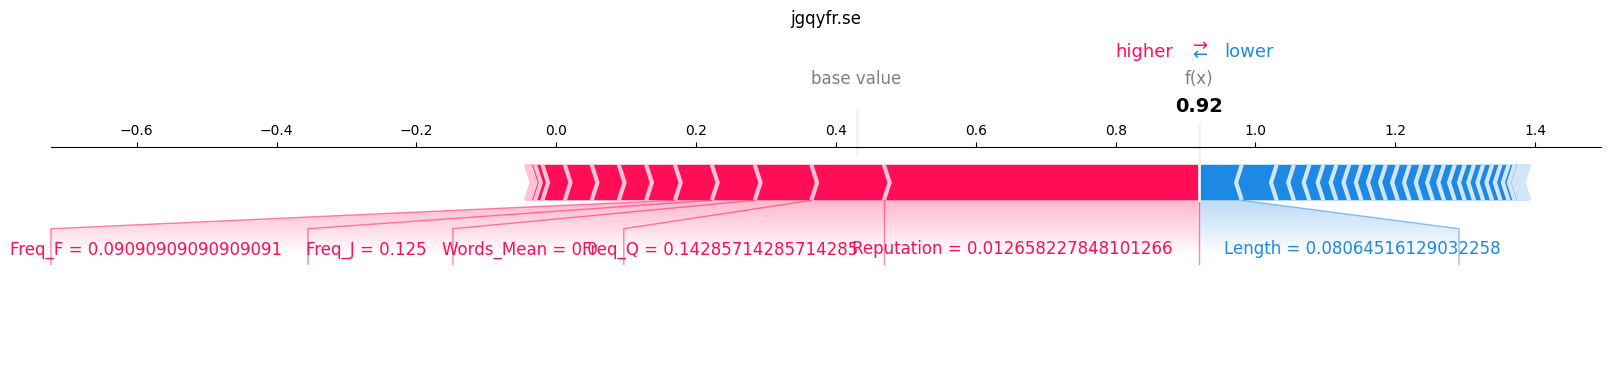 jgqyfr.se
higher ⇄ lower
base value f(x)
0.92
−0.6 −0.4 −0.2 0.0 0.2 0.4 0.6 0.8 1.0 1.2 1.4
Freq_F = 0.09090909090909091 Freq_J = 0.125 Words_Mean = 0.0 Freq_Q = 0.14285714285714285 Reputation = 0.012658227848101266 Length = 0.08064516129032258